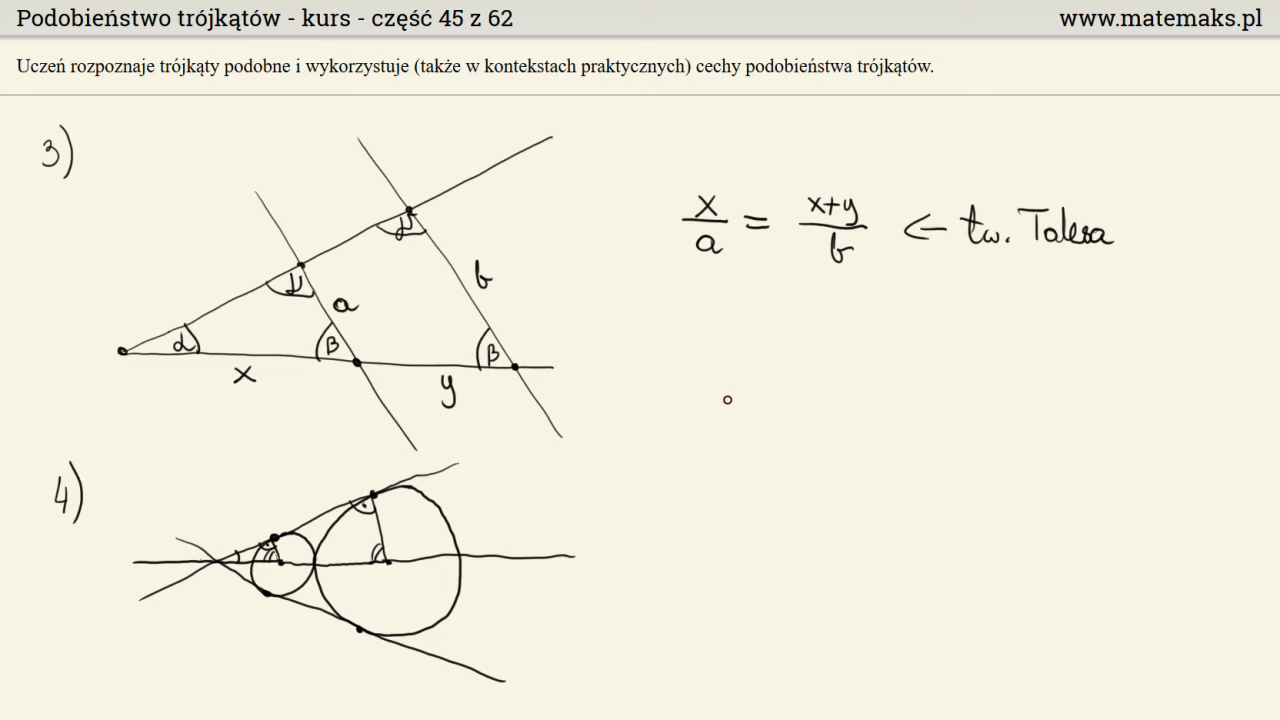 Podobieństwo trójkątów - kurs - część 45 z 62
www.matemaks.pl
Uczeń rozpoznaje trójkąty podobne i wykorzystuje (także w kontekstach praktycznych) cechy podobieństwa trójkątów.
3)
γ
γ
a
b
α
β
β
x
y
x/a = (x+y)/b ← tw. Talesa
4)